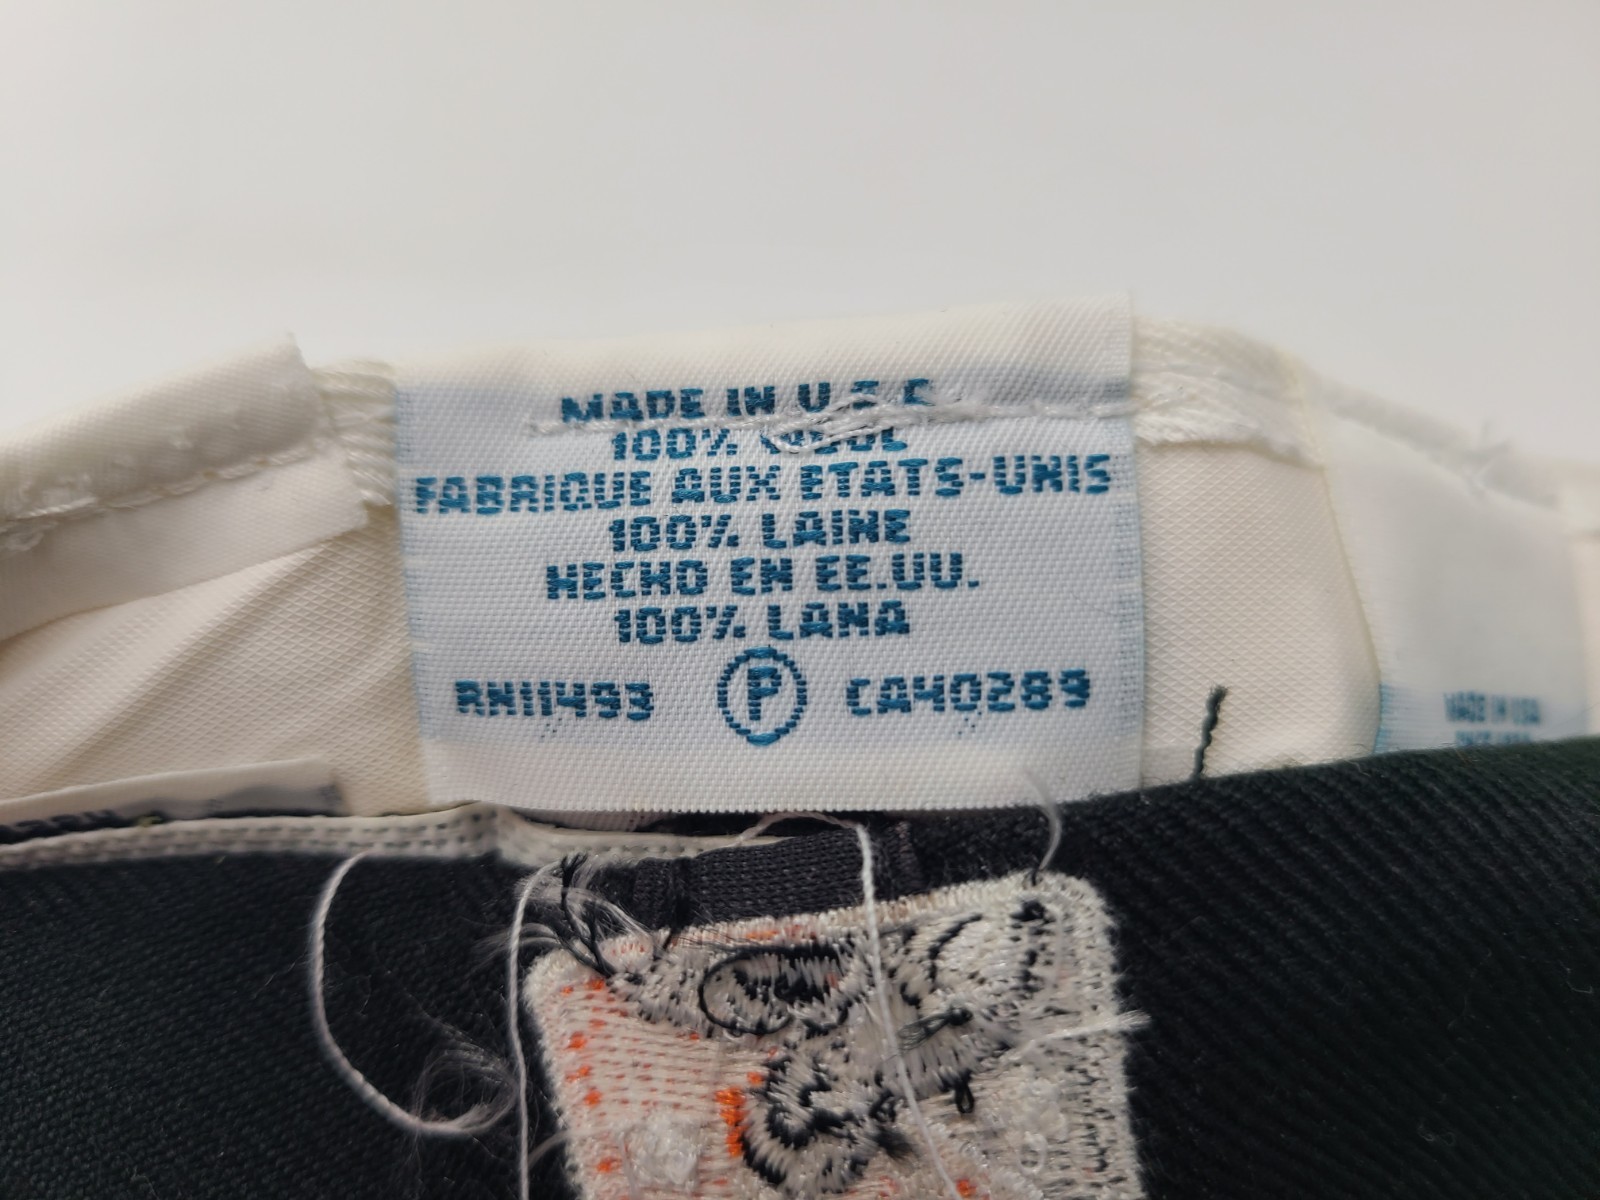 MADE IN U.S.A.
100% WOOL
FABRIQUE AUX ETATS-UNIS
100% LAINE
HECHO EN EE.UU.
100% LANA
RN11493 P CA40289
MADE IN USA